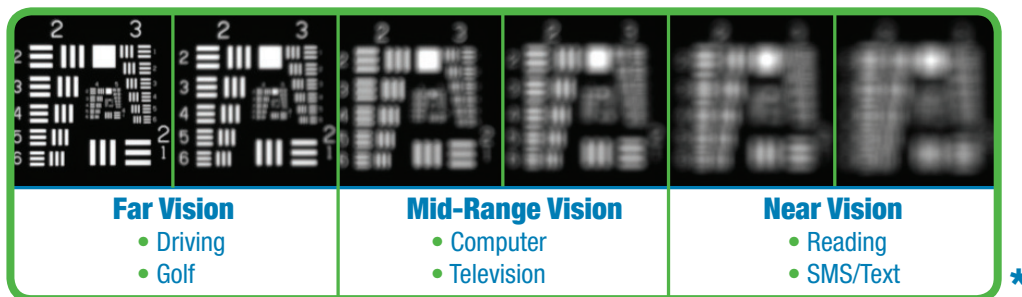 2 3
2
3
4
5
6
2
1
2 3
2 3
Far Vision
• Driving
• Golf
Mid-Range Vision
• Computer
• Television
Near Vision
• Reading
• SMS/Text
*